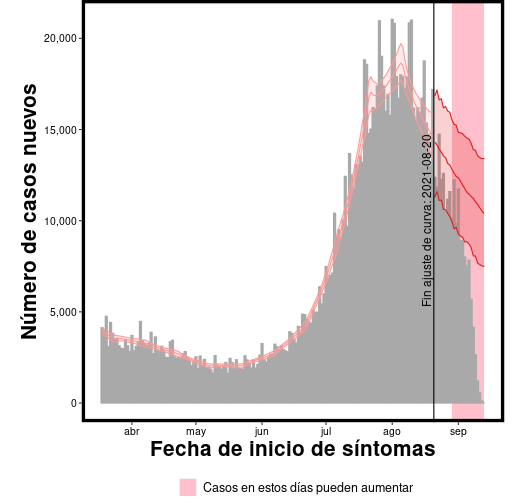 Número de casos nuevos
20,000
15,000
10,000
5,000
0
Fin ajuste de curva: 2021-08-20
abr may jun jul ago sep
Fecha de inicio de síntomas
Casos en estos días pueden aumentar